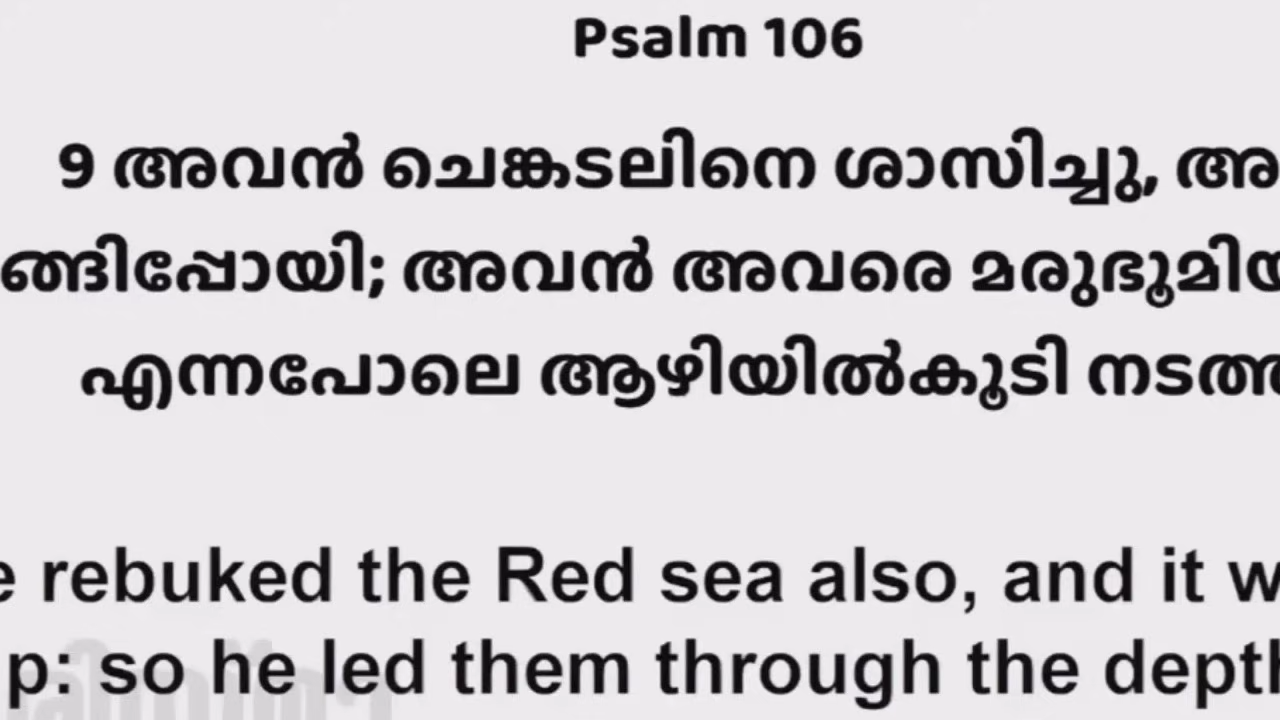 Psalm 106
9 അവൻ ചെങ്കടലിനെ ശാസിച്ചു, അ
ങ്ങിപ്പോയി; അവൻ അവരെ മരുഭൂമിയ
എന്നപോലെ ആഴിയിൽകൂടി നടത്ത
e rebuked the Red sea also, and it w
p: so he led them through the depth